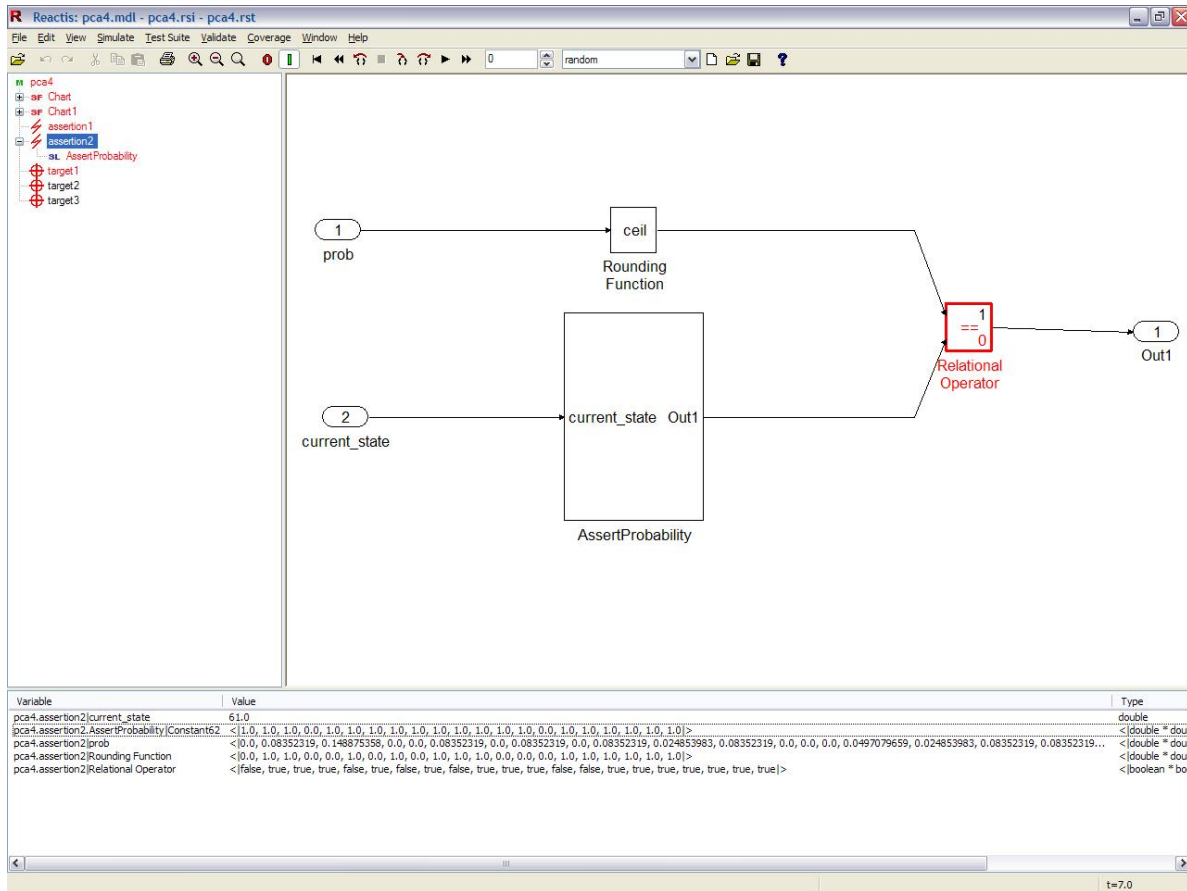 Reactis: pca4.mdl - pca4.rsi - pca4.rst
File Edit View Simulate Test Suite Validate Coverage Window Help
0 random
pca4
SF Chart
SF Chart1
assertion1
assertion2
SL AssertProbability
target1
target2
target3
1
prob
ceil
Rounding
Function
1
==
0
Relational
Operator
1
Out1
2
current_state
current_state Out1
AssertProbability
Variable Value Type
pca4.assertion2|current_state 61.0 double
pca4.assertion2.AssertProbability|Constant62 <|1.0, 1.0, 1.0, 0.0, 1.0, 1.0, 1.0, 1.0, 1.0, 1.0, 1.0, 1.0, 0.0, 1.0, 1.0, 1.0, 1.0, 1.0, 1.0|> <|double * dou
pca4.assertion2|prob <|0.0, 0.08352319, 0.148875358, 0.0, 0.0, 0.08352319, 0.0, 0.08352319, 0.0, 0.08352319, 0.024853983, 0.08352319, 0.0, 0.0, 0.0, 0.0497079659, 0.024853983, 0.08352319, 0.08352319... <|double * dou
pca4.assertion2|Rounding Function <|0.0, 1.0, 1.0, 0.0, 0.0, 1.0, 0.0, 1.0, 0.0, 1.0, 1.0, 1.0, 0.0, 0.0, 0.0, 1.0, 1.0, 1.0, 1.0, 1.0, 1.0|> <|double * dou
pca4.assertion2|Relational Operator <|false, true, true, true, false, true, false, true, false, true, true, true, false, false, true, true, true, true, true, true, true|> <|boolean * bo
t=7.0